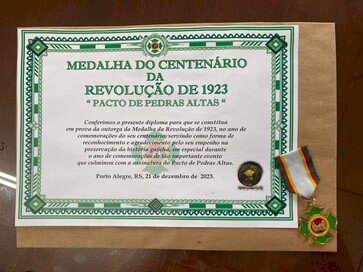 MEDALHA DO CENTENÁRIO
DA
REVOLUÇÃO DE 1923
" PACTO DE PEDRAS ALTAS "
Conferimos o presente diploma para que se constitua
em prova da outorga da Medalha da Revolução de 1923, no ano de
comemorações do seu centenário servindo como forma de
reconhecimento e agradecimento pelo seu empenho na
preservação da história gaúcha, em especial durante
o ano de comemorações de tão importante evento
que culminou com a assinatura do Pacto de Pedras Altas.
Porto Alegre, RS, 21 de dezembro de 2023.